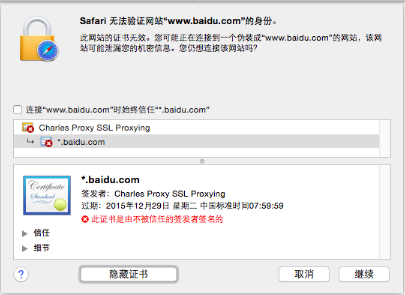 Safari 无法验证网站“www.baidu.com”的身份。
此网站的证书无效。您可能正在连接到一个伪装成“www.baidu.com”的网站，该网
站可能泄漏您的机密信息。您仍想连接该网站吗?
连接“www.baidu.com”时始终信任“*.baidu.com”
Charles Proxy SSL Proxying
*.baidu.com
Certificate
Standard
*.baidu.com
签发者：Charles Proxy SSL Proxying
过期：2015年12月29日 星期二 中国标准时间07:59:59
此证书是由不被信任的签发者签名的
信任
细节
?
隐藏证书
取消
继续